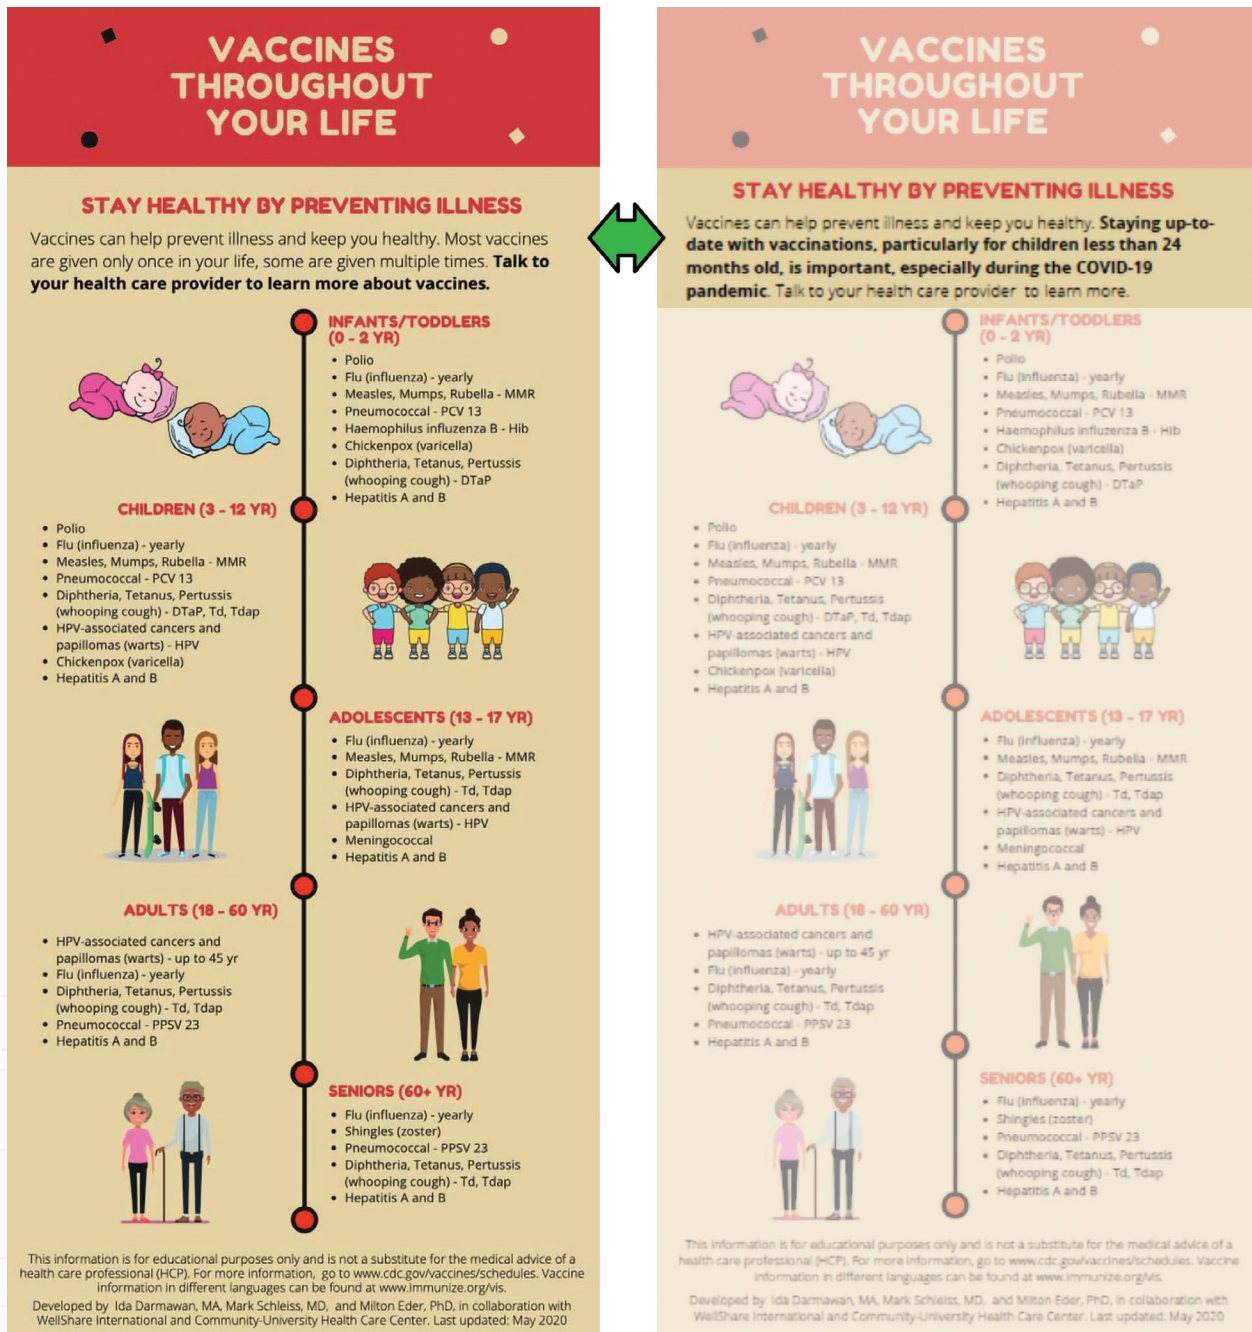 VACCINES
THROUGHOUT
YOUR LIFE
STAY HEALTHY BY PREVENTING ILLNESS
Vaccines can help prevent illness and keep you healthy. Most vaccines
are given only once in your life, some are given multiple times. Talk to
your health care provider to learn more about vaccines.
INFANTS/TODDLERS
(0 - 2 YR)
• Polio
• Flu (influenza) - yearly
• Measles, Mumps, Rubella - MMR
• Pneumococcal - PCV 13
• Haemophilus influzenza B - Hib
• Chickenpox (varicella)
• Diphtheria, Tetanus, Pertussis
(whooping cough) - DTaP
• Hepatitis A and B
CHILDREN (3 - 12 YR)
• Polio
• Flu (influenza) - yearly
• Measles, Mumps, Rubella - MMR
• Pneumococcal - PCV 13
• Diphtheria, Tetanus, Pertussis
(whooping cough) - DTaP, Td, Tdap
• HPV-associated cancers and
papillomas (warts) - HPV
• Chickenpox (varicella)
• Hepatitis A and B
ADOLESCENTS (13 - 17 YR)
• Flu (influenza) - yearly
• Measles, Mumps, Rubella - MMR
• Diphtheria, Tetanus, Pertussis
(whooping cough) - Td, Tdap
• HPV-associated cancers and
papillomas (warts) - HPV
• Meningococcal
• Hepatitis A and B
ADULTS (18 - 60 YR)
• HPV-associated cancers and
papillomas (warts) - up to 45 yr
• Flu (influenza) - yearly
• Diphtheria, Tetanus, Pertussis
(whooping cough) - Td, Tdap
• Pneumococcal - PPSV 23
• Hepatitis A and B
SENIORS (60+ YR)
• Flu (influenza) - yearly
• Shingles (zoster)
• Pneumococcal - PPSV 23
• Diphtheria, Tetanus, Pertussis
(whooping cough) - Td, Tdap
• Hepatitis A and B
This information is for educational purposes only and is not a substitute for the medical advice of a
health care professional (HCP). For more information, go to www.cdc.gov/vaccines/schedules. Vaccine
information in different languages can be found at www.immunize.org/vis.
Developed by Ida Darmawan, MA, Mark Schleiss, MD, and Milton Eder, PhD, in collaboration with
WellShare International and Community-University Health Care Center. Last updated: May 2020
VACCINES
THROUGHOUT
YOUR LIFE
STAY HEALTHY BY PREVENTING ILLNESS
Vaccines can help prevent illness and keep you healthy. Staying up-to-
date with vaccinations, particularly for children less than 24
months old, is important, especially during the COVID-19
pandemic. Talk to your health care provider to learn more.
INFANTS/TODDLERS
(0 - 2 YR)
• Polio
• Flu (influenza) - yearly
• Measles, Mumps, Rubella - MMR
• Pneumococcal - PCV 13
• Haemophilus influzenza B - Hib
• Chickenpox (varicella)
• Diphtheria, Tetanus, Pertussis
(whooping cough) - DTaP
• Hepatitis A and B
CHILDREN (3 - 12 YR)
• Polio
• Flu (influenza) - yearly
• Measles, Mumps, Rubella - MMR
• Pneumococcal - PCV 13
• Diphtheria, Tetanus, Pertussis
(whooping cough) - DTaP, Td, Tdap
• HPV-associated cancers and
papillomas (warts) - HPV
• Chickenpox (varicella)
• Hepatitis A and B
ADOLESCENTS (13 - 17 YR)
• Flu (influenza) - yearly
• Measles, Mumps, Rubella - MMR
• Diphtheria, Tetanus, Pertussis
(whooping cough) - Td, Tdap
• HPV-associated cancers and
papillomas (warts) - HPV
• Meningococcal
• Hepatitis A and B
ADULTS (18 - 60 YR)
• HPV-associated cancers and
papillomas (warts) - up to 45 yr
• Flu (influenza) - yearly
• Diphtheria, Tetanus, Pertussis
(whooping cough) - Td, Tdap
• Pneumococcal - PPSV 23
• Hepatitis A and B
SENIORS (60+ YR)
• Flu (influenza) - yearly
• Shingles (zoster)
• Pneumococcal - PPSV 23
• Diphtheria, Tetanus, Pertussis
(whooping cough) - Td, Tdap
• Hepatitis A and B
This information is for educational purposes only and is not a substitute for the medical advice of a
health care professional (HCP). For more information, go to www.cdc.gov/vaccines/schedules. Vaccine
information in different languages can be found at www.immunize.org/vis.
Developed by Ida Darmawan, MA, Mark Schleiss, MD, and Milton Eder, PhD, in collaboration with
WellShare International and Community-University Health Care Center. Last updated: May 2020